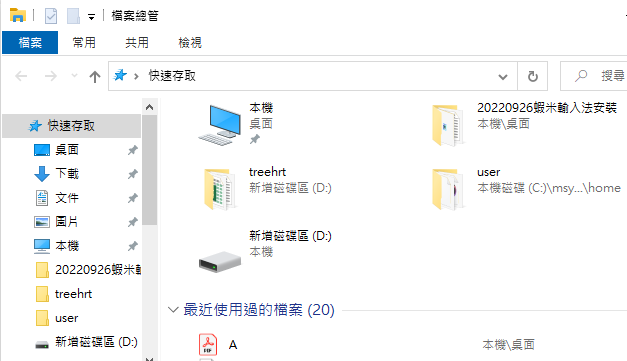 檔案總管
檔案 常用 共用 檢視
快速存取 搜尋
快速存取
桌面
下載
文件
圖片
本機
20220926蝦米輸
treehrt
user
新增磁碟區 (D:)
本機
桌面
20220926蝦米輸入法安裝
本機\桌面
treehrt
新增磁碟區 (D:)
user
本機磁碟 (C:)\msy...\home
新增磁碟區 (D:)
本機
最近使用過的檔案 (20)
A 本機\桌面